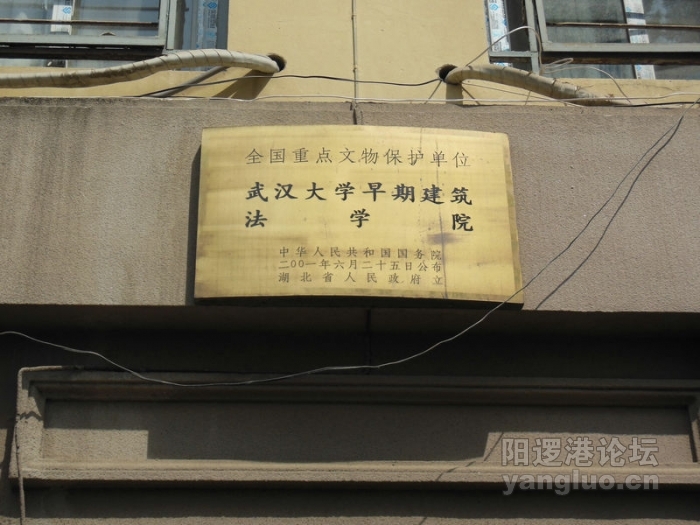 全国重点文物保护单位
武汉大学早期建筑
法学院
中华人民共和国国务院
二00一年六月二十五日公布
湖北省人民政府立
阳逻港论坛
yangluo.cn